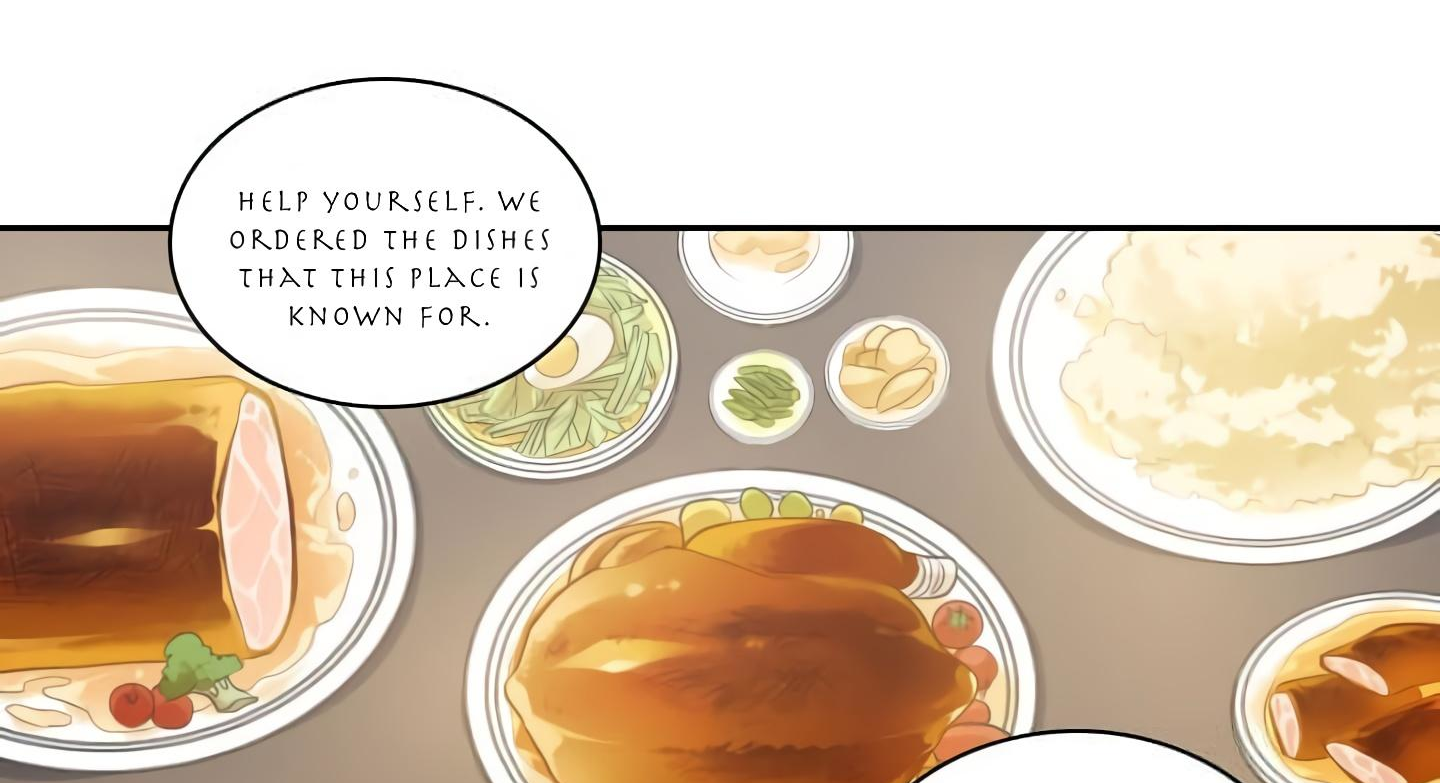 HELP YOURSELF. WE
ORDERED THE DISHES
THAT THIS PLACE IS
KNOWN FOR.